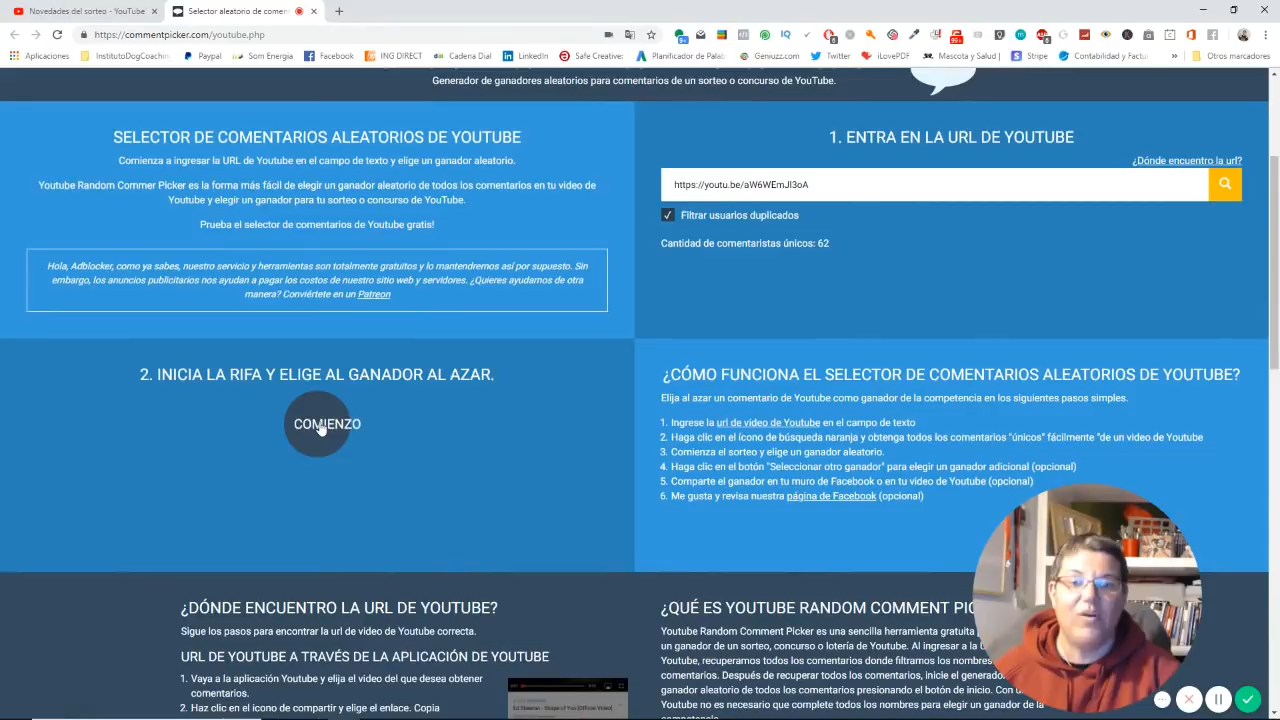 Novedades del sorteo - YouTube
Selector aleatorio de comen
https://commentpicker.com/youtube.php
Aplicaciones
InstitutoDogCoachin
Paypal
Som Energia
Facebook
ING DIRECT
Cadena Dial
LinkedIn
Safe Creative:
Planificador de Palab
Geniuzz.com
Twitter
iLovePDF
Mascota y Salud |
Stripe
Contabilidad y Factu
»
Otros marcadores
Generador de ganadores aleatorios para comentarios de un sorteo o concurso de YouTube.
SELECTOR DE COMENTARIOS ALEATORIOS DE YOUTUBE
Comienza a ingresar la URL de Youtube en el campo de texto y elige un ganador aleatorio.
Youtube Random Commer Picker es la forma más fácil de elegir un ganador aleatorio de todos los comentarios en tu video de
Youtube y elegir un ganador para tu sorteo o concurso de YouTube.
Prueba el selector de comentarios de Youtube gratis!
Hola, Adblocker, como ya sabes, nuestro servicio y herramientas son totalmente gratuitos y lo mantendremos así por supuesto. Sin
embargo, los anuncios publicitarios nos ayudan a pagar los costos de nuestro sitio web y servidores. ¿Quieres ayudarnos de otra
manera? Conviértete en un Patreon
1. ENTRA EN LA URL DE YOUTUBE
¿Dónde encuentro la url?
https://youtu.be/aW6WEmJI3oA
Filtrar usuarios duplicados
Cantidad de comentaristas únicos: 62
2. INICIA LA RIFA Y ELIGE AL GANADOR AL AZAR.
COMIENZO
¿CÓMO FUNCIONA EL SELECTOR DE COMENTARIOS ALEATORIOS DE YOUTUBE?
Elija al azar un comentario de Youtube como ganador de la competencia en los siguientes pasos simples.
1. Ingrese la url de video de Youtube en el campo de texto
2. Haga clic en el ícono de búsqueda naranja y obtenga todos los comentarios "únicos" fácilmente "de un video de Youtube
3. Comienza el sorteo y elige un ganador aleatorio.
4. Haga clic en el botón "Seleccionar otro ganador" para elegir un ganador adicional (opcional)
5. Comparte el ganador en tu muro de Facebook o en tu video de Youtube (opcional)
6. Me gusta y revisa nuestra página de Facebook (opcional)
¿DÓNDE ENCUENTRO LA URL DE YOUTUBE?
Sigue los pasos para encontrar la url de video de Youtube correcta.
URL DE YOUTUBE A TRAVÉS DE LA APLICACIÓN DE YOUTUBE
1. Vaya a la aplicación Youtube y elija el video del que desea obtener
comentarios.
2. Haz clic en el icono de compartir y elige el enlace. Copia
Ed Sheeran - Shape of You [Official Video]
¿QUÉ ES YOUTUBE RANDOM COMMENT PIC
Youtube Random Comment Picker es una sencilla herramienta gratuita
un ganador de un sorteo, concurso o lotería de Youtube. Al ingresar a la U
Youtube, recuperamos todos los comentarios donde filtramos los nombres
comentarios. Después de recuperar todos los comentarios, inicie el generado
ganador aleatorio de todos los comentarios presionando el botón de inicio. Con u
Youtube no es necesario que complete todos los nombres para elegir un ganador de la